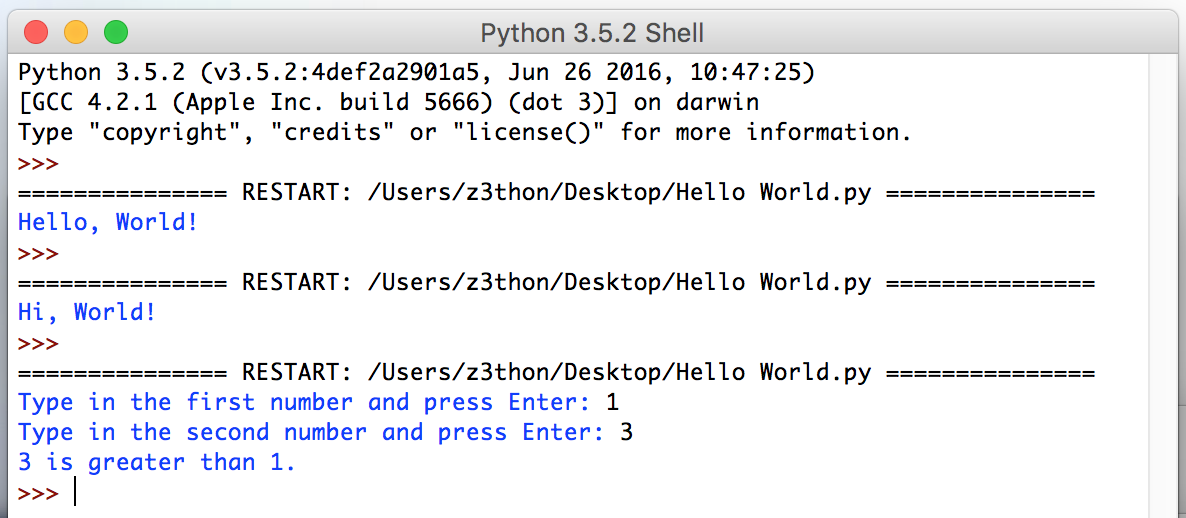 Python 3.5.2 Shell
Python 3.5.2 (v3.5.2:4def2a2901a5, Jun 26 2016, 10:47:25)
[GCC 4.2.1 (Apple Inc. build 5666) (dot 3)] on darwin
Type "copyright", "credits" or "license()" for more information.
>>>
=============== RESTART: /Users/z3thon/Desktop/Hello World.py ===============
Hello, World!
>>>
=============== RESTART: /Users/z3thon/Desktop/Hello World.py ===============
Hi, World!
>>>
=============== RESTART: /Users/z3thon/Desktop/Hello World.py ===============
Type in the first number and press Enter: 1
Type in the second number and press Enter: 3
3 is greater than 1.
>>>